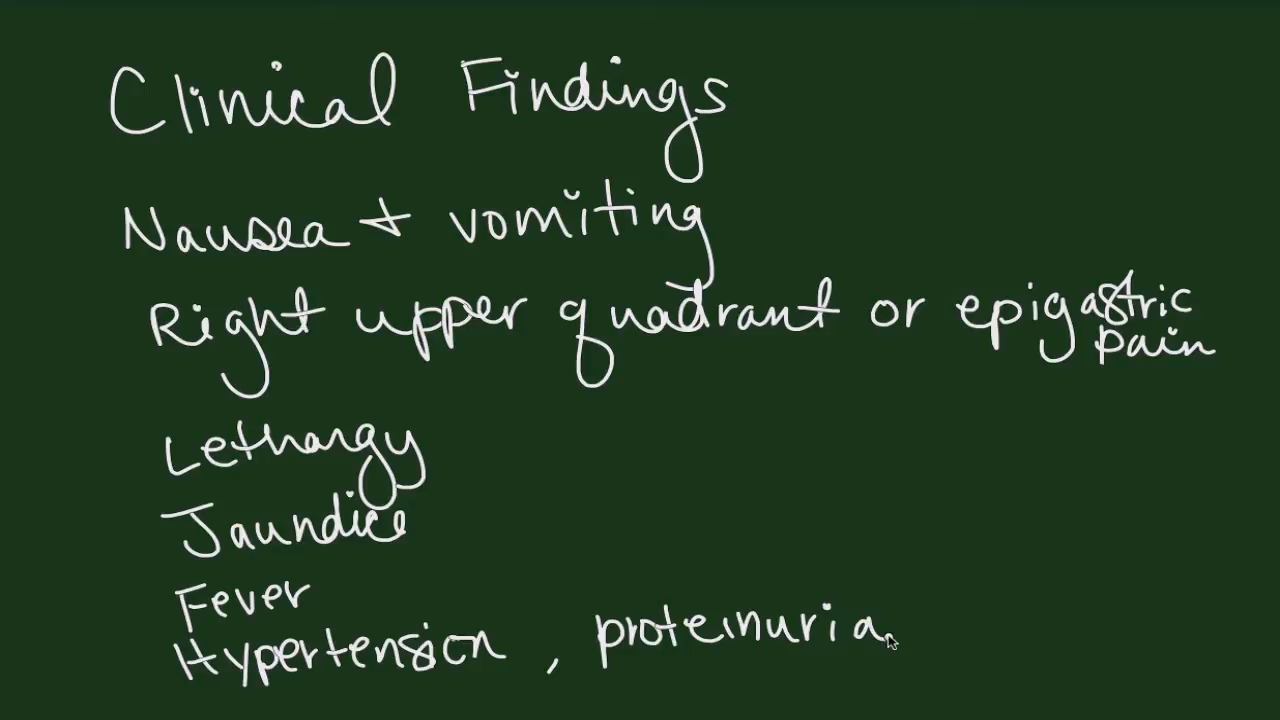 Clinical Findings
Nausea + vomiting
Right upper quadrant or epigastric
pain
Lethargy
Jaundice
Fever
Hypertension, proteinuria